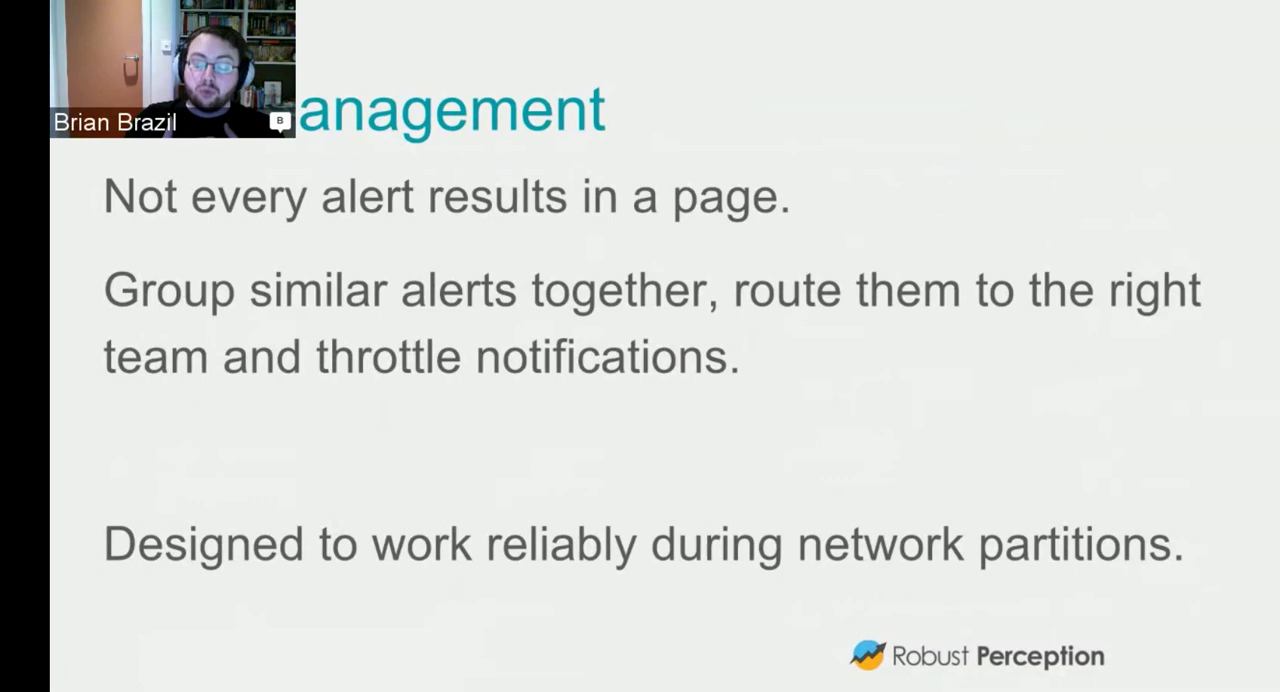 Brian Brazil
B
anagement
Not every alert results in a page.
Group similar alerts together, route them to the right
team and throttle notifications.
Designed to work reliably during network partitions.
Robust Perception